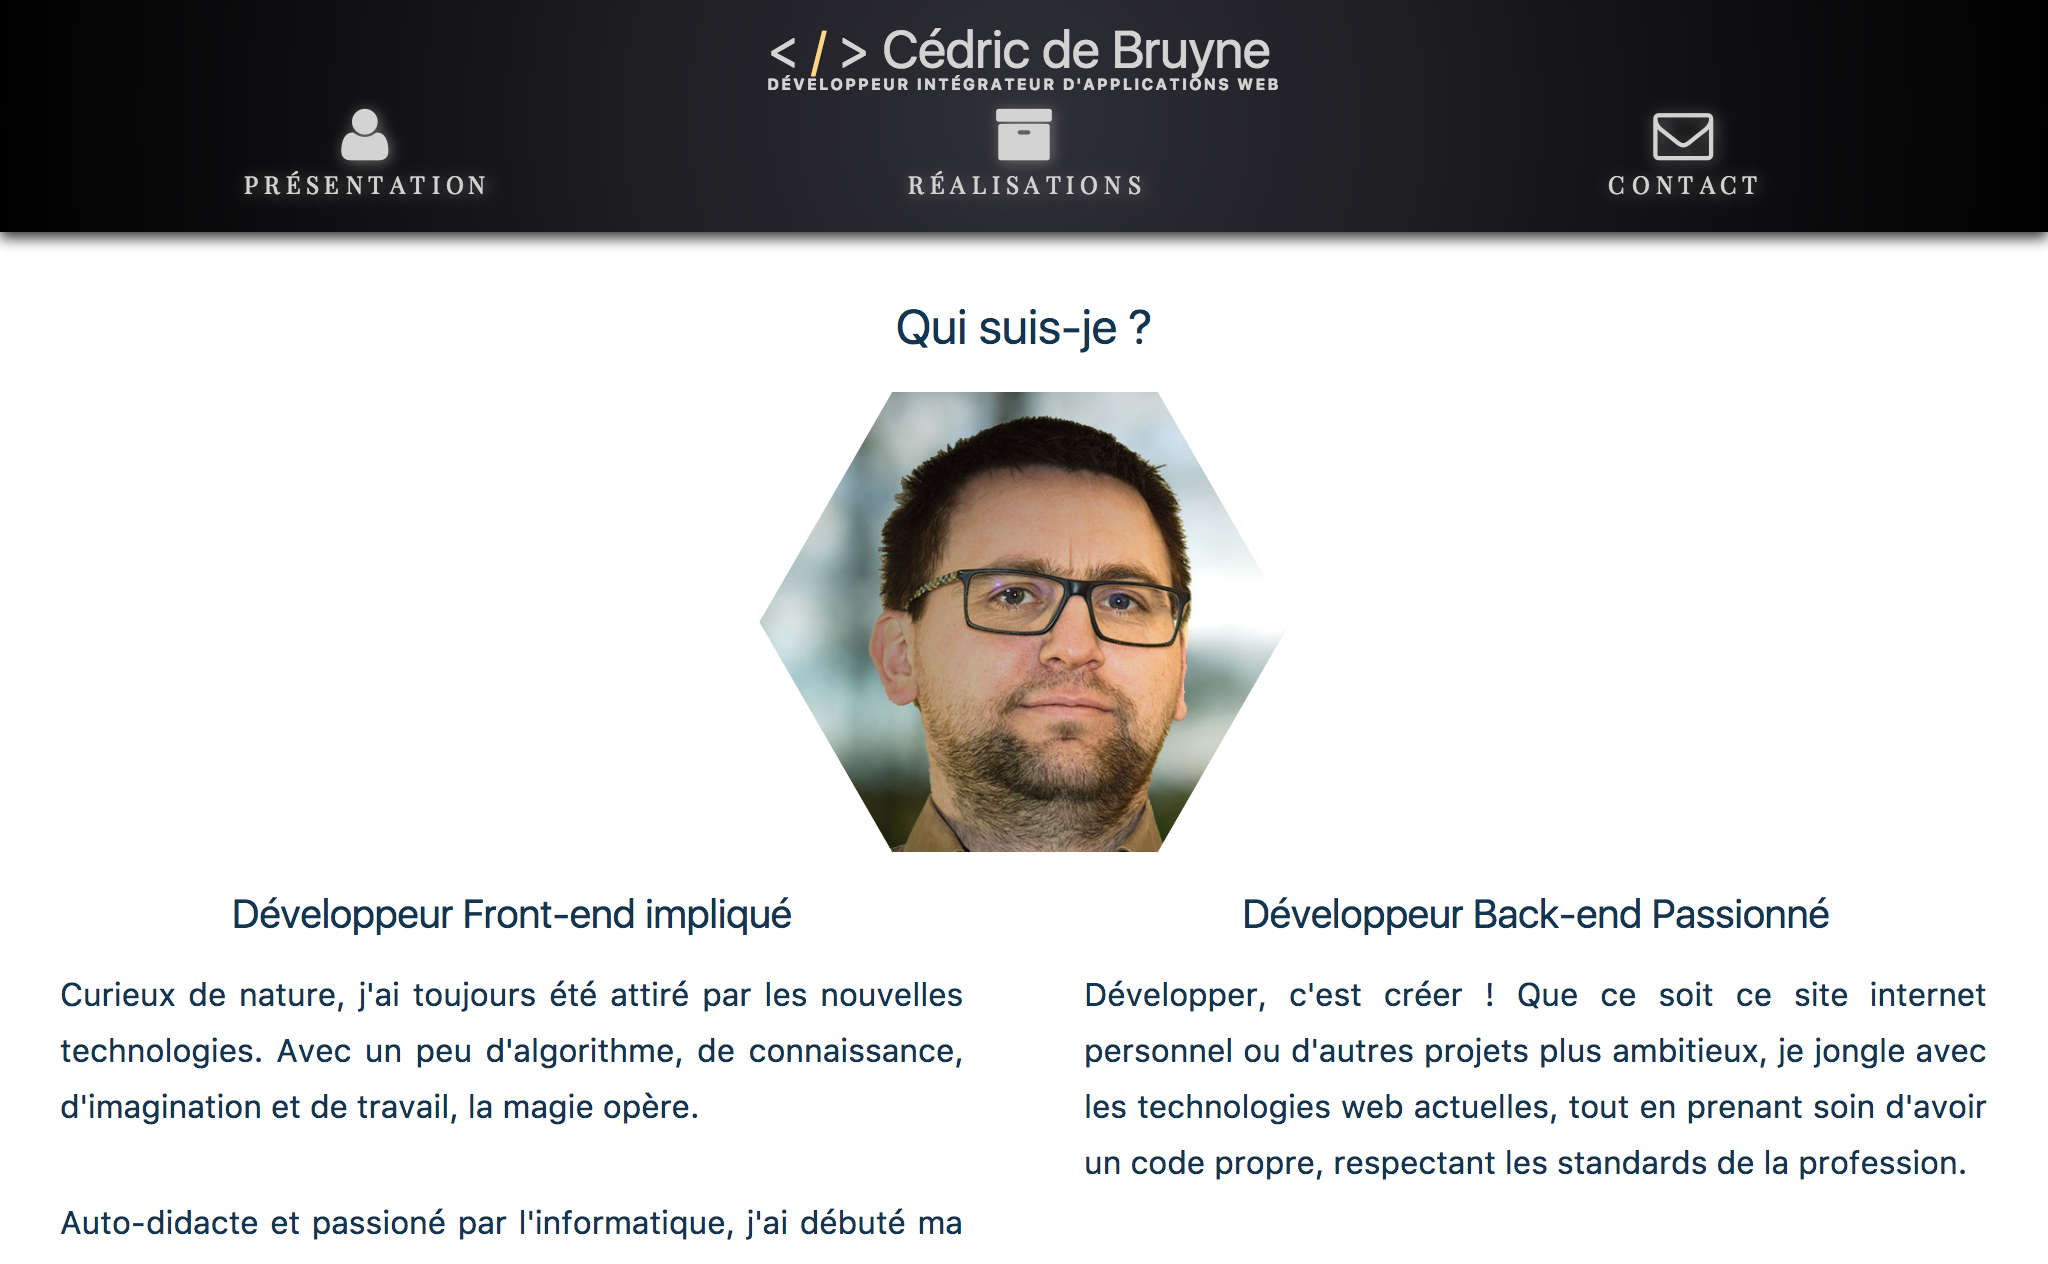 </> Cédric de Bruyne
DÉVELOPPEUR INTÉGRATEUR D'APPLICATIONS WEB
PRÉSENTATION
RÉALISATIONS
CONTACT
Qui suis-je ?
Développeur Front-end impliqué
Curieux de nature, j'ai toujours été attiré par les nouvelles
technologies. Avec un peu d'algorithme, de connaissance,
d'imagination et de travail, la magie opère.
Auto-didacte et passioné par l'informatique, j'ai débuté ma
Développeur Back-end Passionné
Développer, c'est créer ! Que ce soit ce site internet
personnel ou d'autres projets plus ambitieux, je jongle avec
les technologies web actuelles, tout en prenant soin d'avoir
un code propre, respectant les standards de la profession.